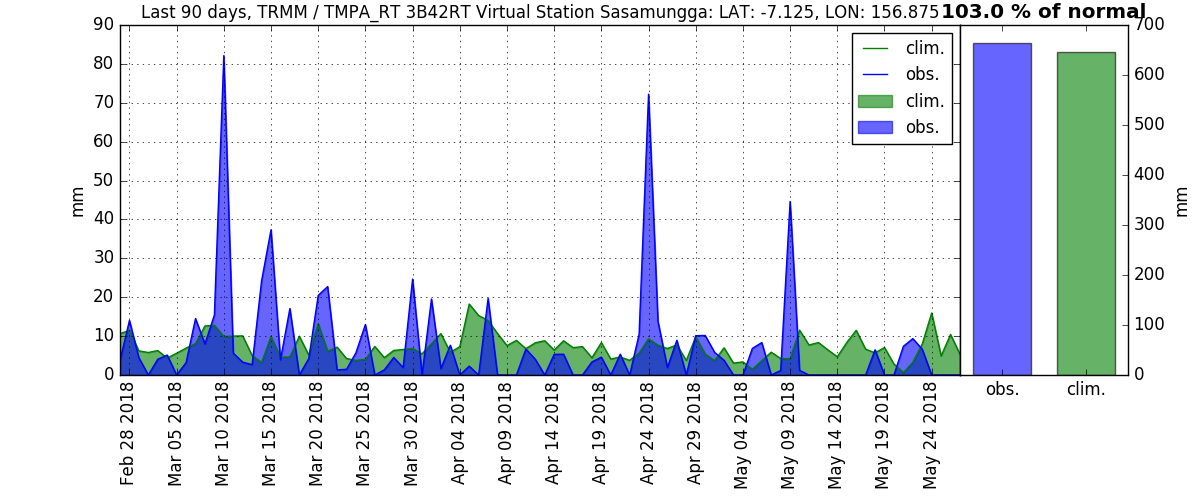 Last 90 days, TRMM / TMPA_RT 3B42RT Virtual Station Sasamungga: LAT: -7.125, LON: 156.875
103.0 % of normal
90
80
70
60
50
40
30
20
10
0
mm
clim.
obs.
clim.
obs.
700
600
500
400
300
200
100
0
mm
obs.
clim.
Feb 28 2018
Mar 05 2018
Mar 10 2018
Mar 15 2018
Mar 20 2018
Mar 25 2018
Mar 30 2018
Apr 04 2018
Apr 09 2018
Apr 14 2018
Apr 19 2018
Apr 24 2018
Apr 29 2018
May 04 2018
May 09 2018
May 14 2018
May 19 2018
May 24 2018